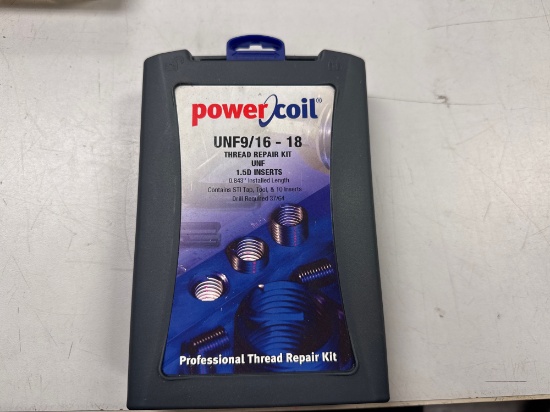 powercoil®
UNF9/16 - 18
THREAD REPAIR KIT
UNF
1.5D INSERTS
0.843" Installed Length
Contains STI Tap, Tool, & 10 Inserts
Drill Required 37/64
Professional Thread Repair Kit